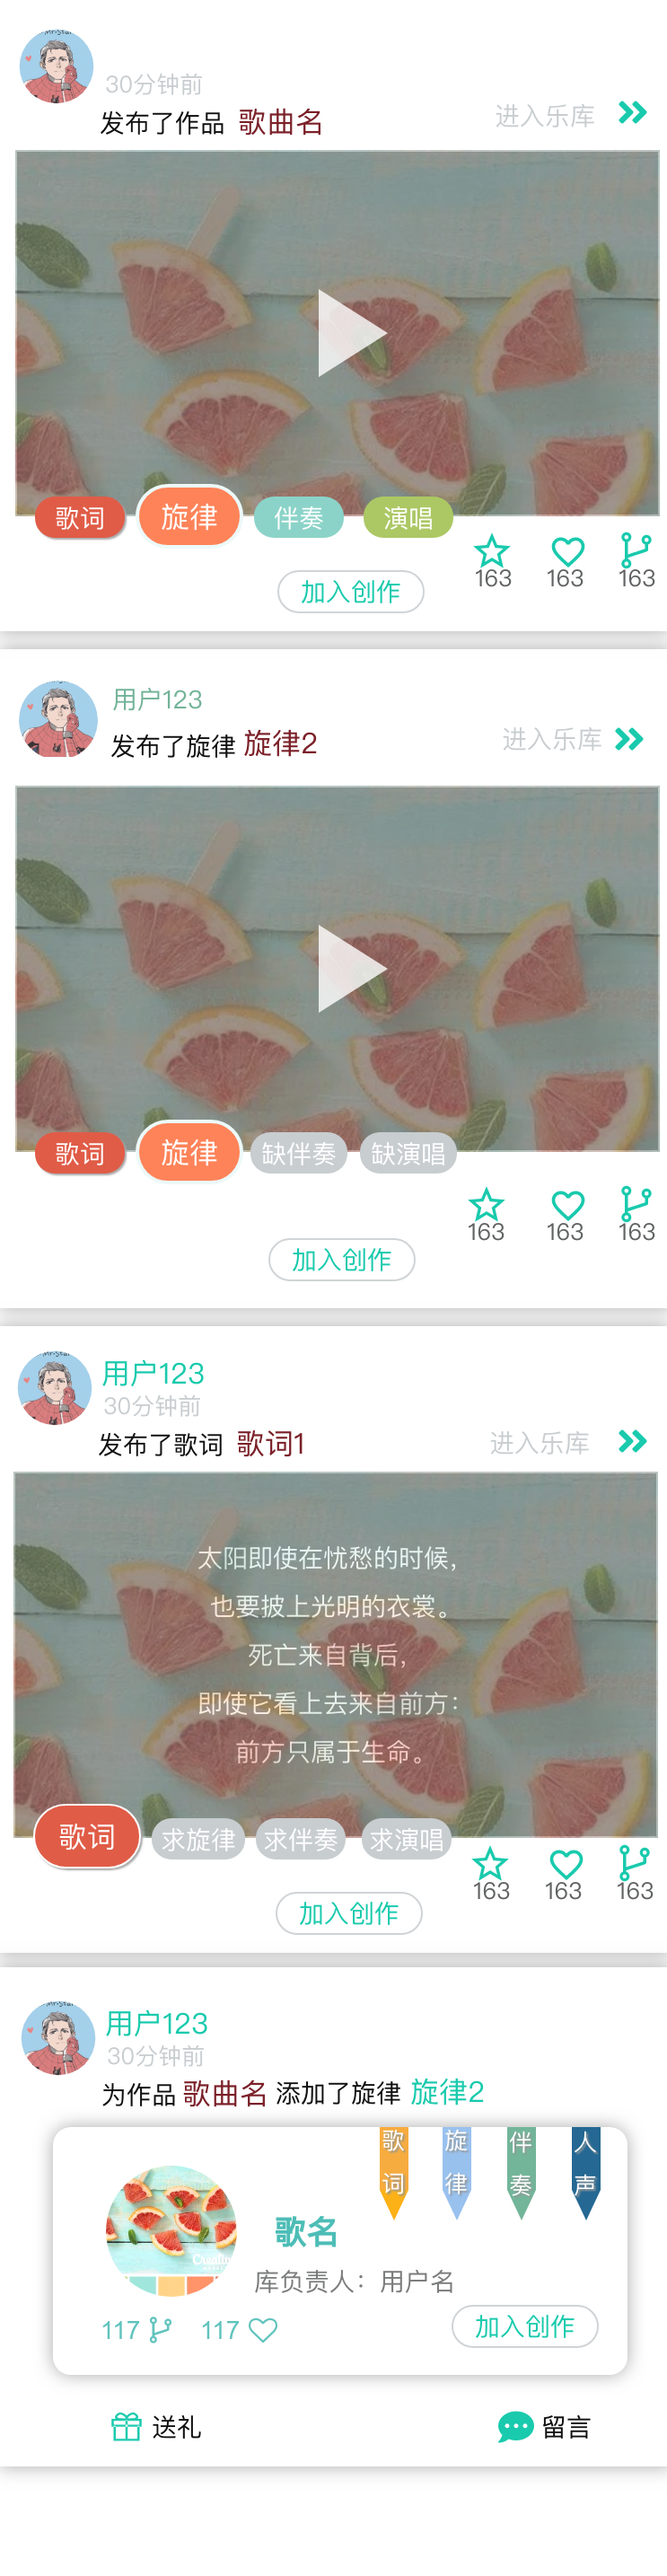 30分钟前
发布了作品 歌曲名
进入乐库
歌词 旋律 伴奏 演唱
163 163 163
加入创作
用户123
发布了旋律 旋律2
进入乐库
歌词 旋律 缺伴奏 缺演唱
163 163 163
加入创作
用户123
30分钟前
发布了歌词 歌词1
进入乐库
太阳即使在忧愁的时候,
也要披上光明的衣裳。
死亡来自背后,
即使它看上去来自前方:
前方只属于生命。
歌词 求旋律 求伴奏 求演唱
163 163 163
加入创作
用户123
30分钟前
为作品 歌曲名 添加了旋律 旋律2
歌词 旋律 伴奏 人声
歌名
库负责人: 用户名
117 117
加入创作
送礼 留言